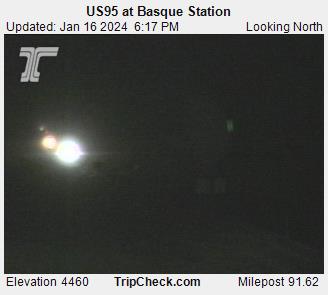 US95 at Basque Station
Updated: Jan 16 2024  6:17 PM Looking North
Elevation 4460 TripCheck.com Milepost 91.62